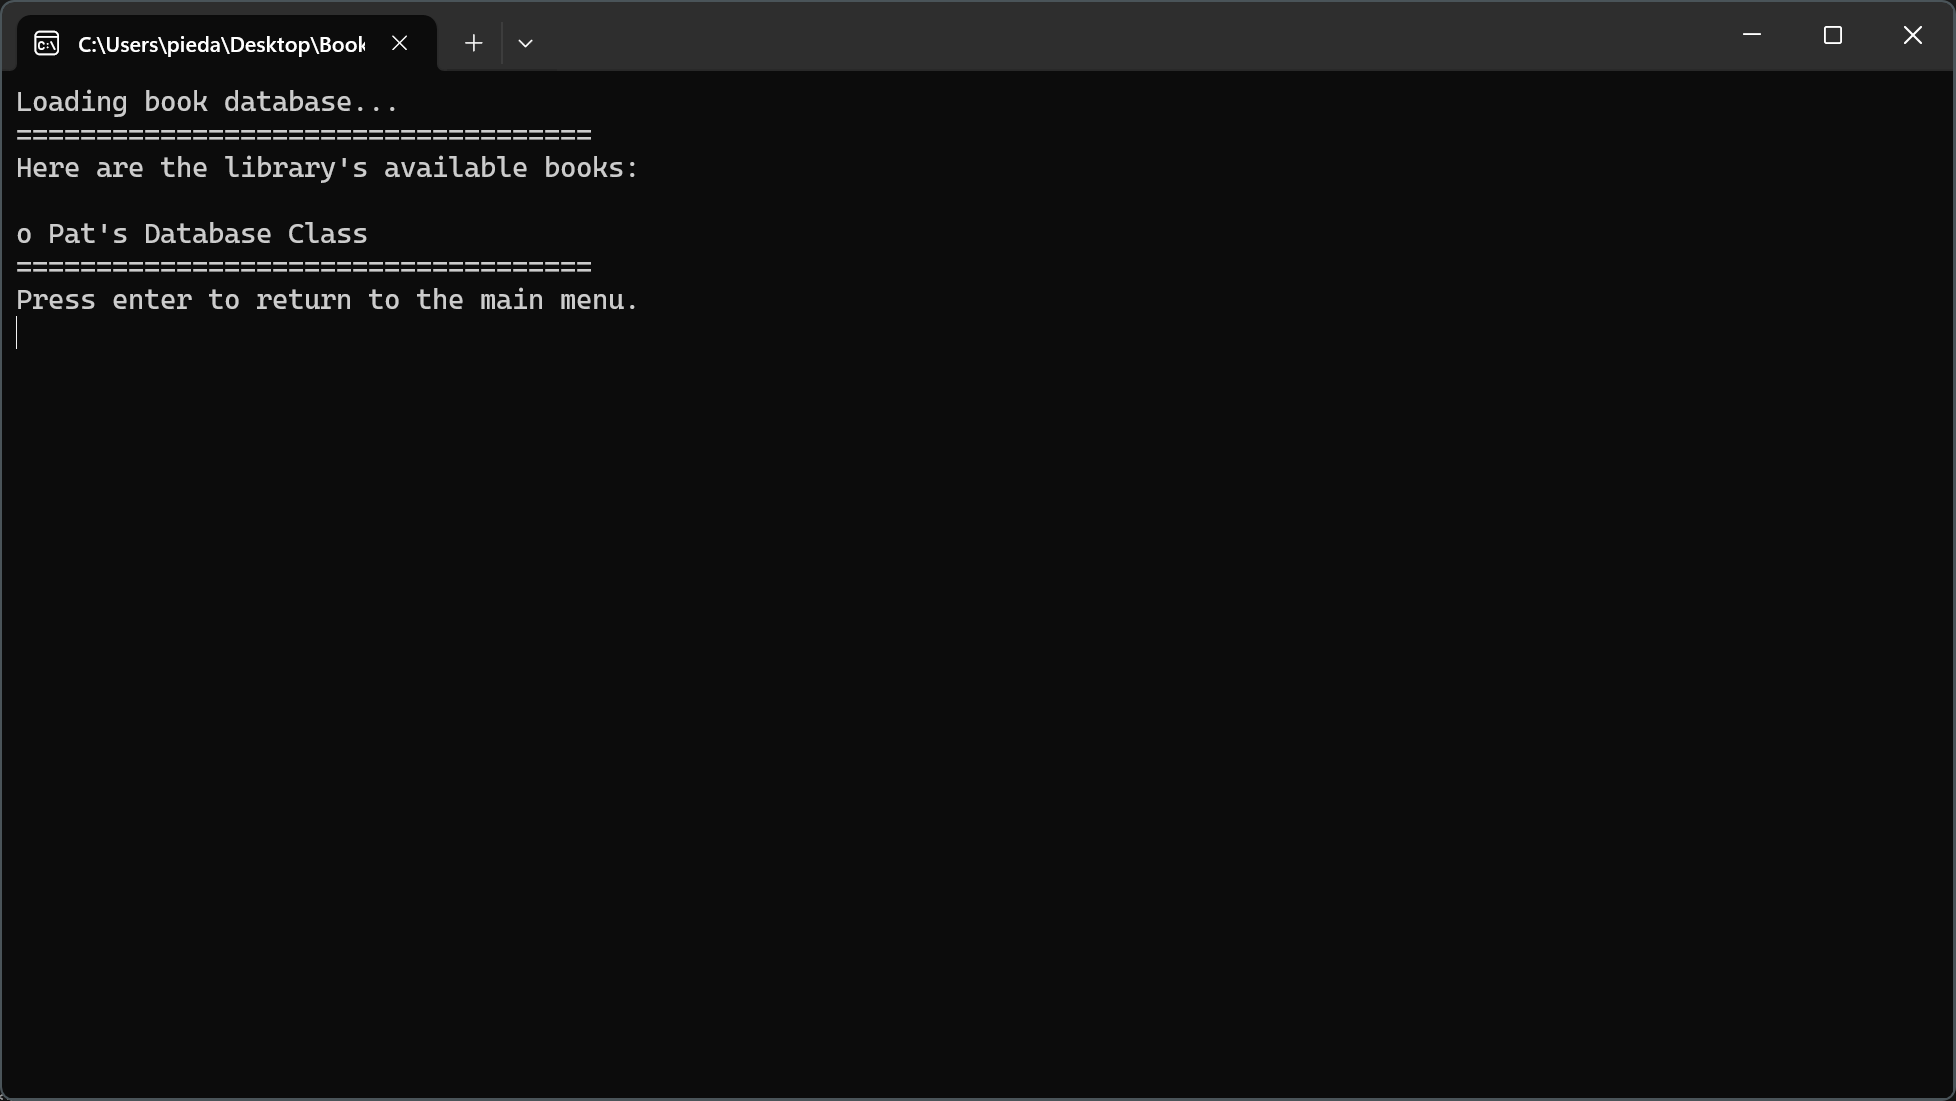 C:\Users\pieda\Desktop\Book
Loading book database...
====================================
Here are the library's available books:
o Pat's Database Class
====================================
Press enter to return to the main menu.